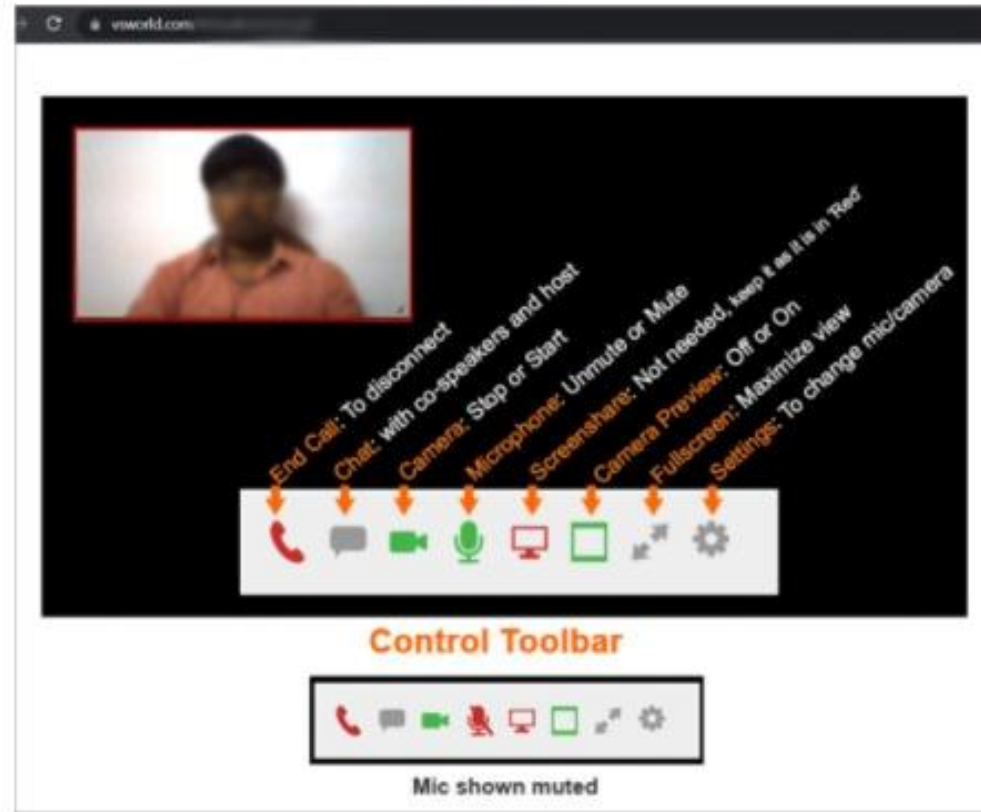 vsworld.com
End Call: To disconnect
Chat: with co-speakers and host
Camera: Stop or Start
Microphone: Unmute or Mute
Screenshare: Not needed, keep it as it is in 'Red'
Camera Preview: Off or On
Fullscreen: Maximize view
Settings: To change mic/camera
Control Toolbar
Mic shown muted